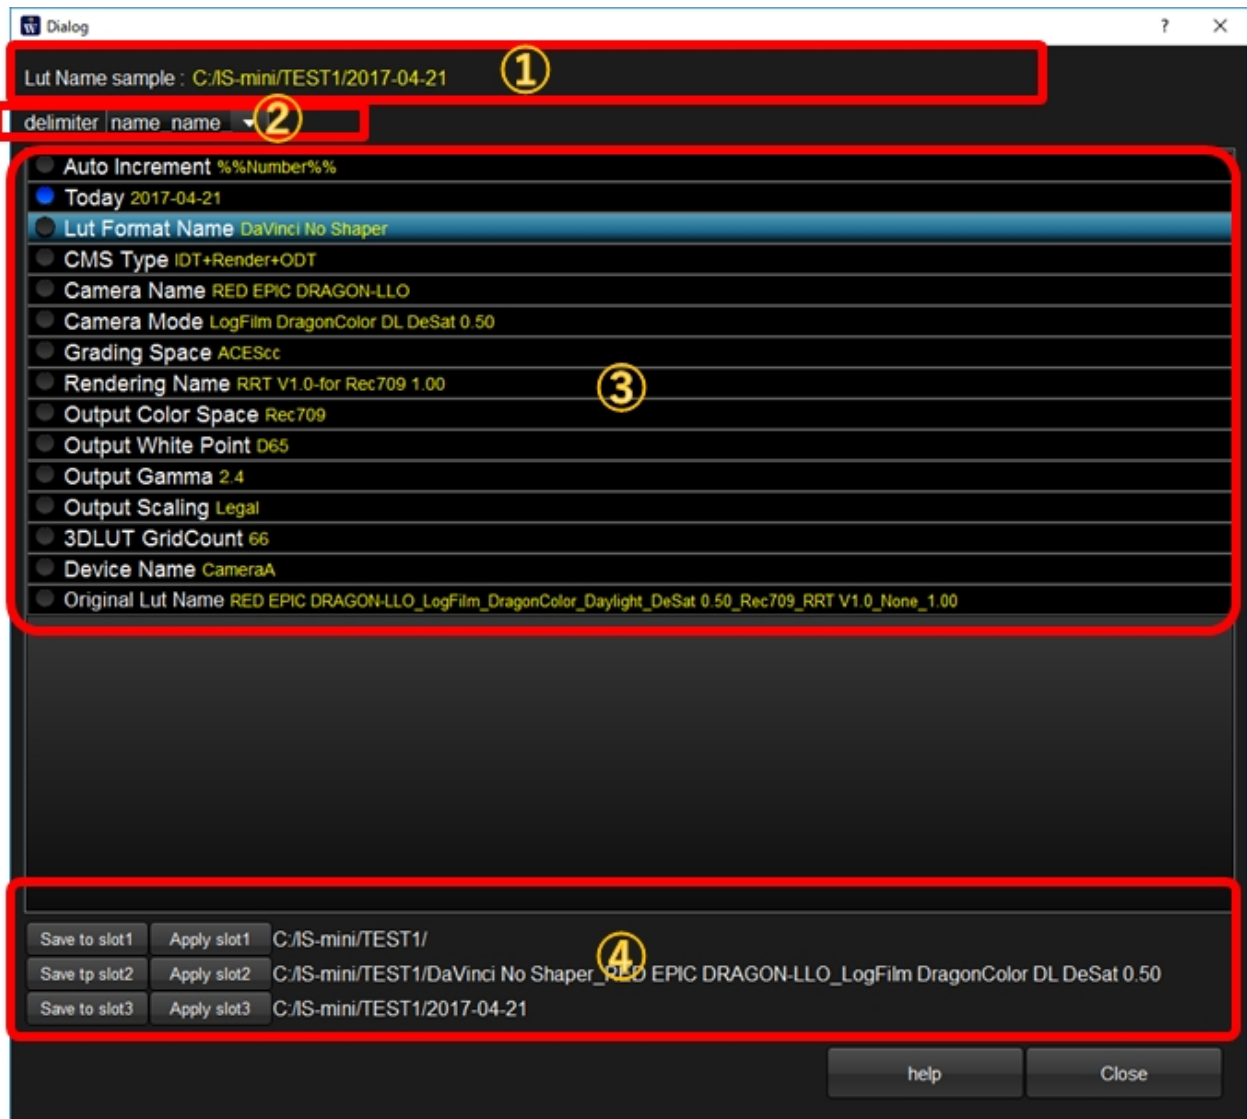 Dialog
? ×
Lut Name sample : C:/IS-mini/TEST1/2017-04-21
①
delimiter name_name_
②
Auto Increment %%Number%%
Today 2017-04-21
Lut Format Name DaVinci No Shaper
CMS Type IDT+Render+ODT
Camera Name RED EPIC DRAGON-LLO
Camera Mode LogFilm DragonColor DL DeSat 0.50
Grading Space ACEScc
Rendering Name RRT V1.0-for Rec709 1.00
③
Output Color Space Rec709
Output White Point D65
Output Gamma 2.4
Output Scaling Legal
3DLUT GridCount 66
Device Name CameraA
Original Lut Name RED EPIC DRAGON-LLO_LogFilm_DragonColor_Daylight_DeSat 0.50_Rec709_RRT V1.0_None_1.00
Save to slot1 Apply slot1 C:/IS-mini/TEST1/
④
Save tp slot2 Apply slot2 C:/IS-mini/TEST1/DaVinci No Shaper_RED EPIC DRAGON-LLO_LogFilm DragonColor DL DeSat 0.50
Save to slot3 Apply slot3 C:/IS-mini/TEST1/2017-04-21
help Close